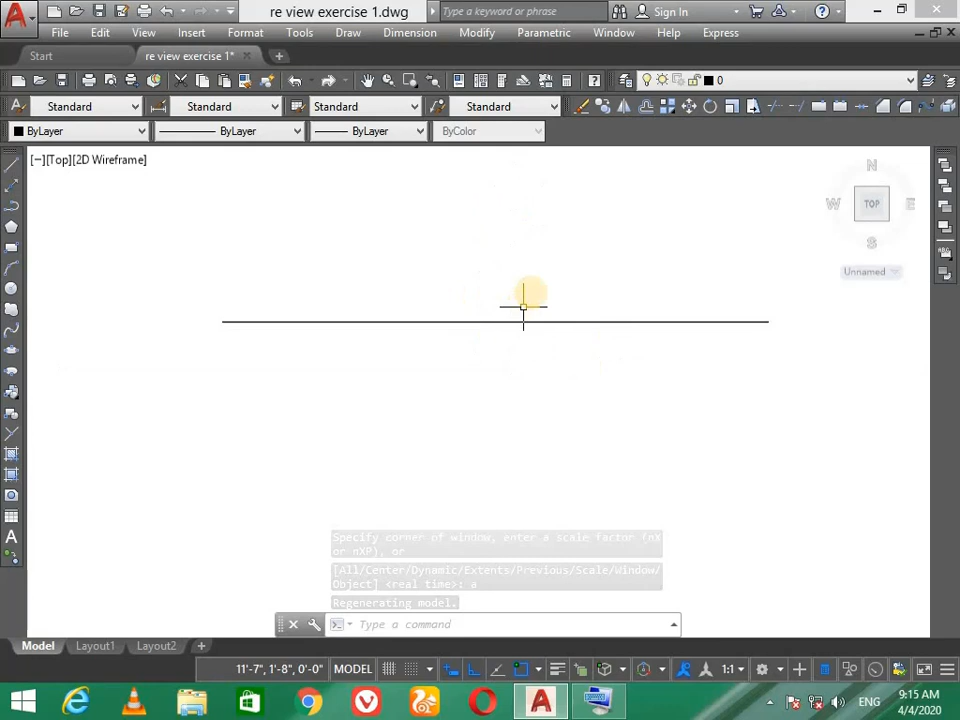 re view exercise 1.dwg
Type a keyword or phrase
Sign In
File Edit View Insert Format Tools Draw Dimension Modify Parametric Window Help Express
Start
re view exercise 1*
0
Standard Standard Standard Standard
ByLayer ByLayer ByLayer ByColor
[−][Top][2D Wireframe]
N
W TOP E
S
Unnamed
A
Specify corner of window, enter a scale factor (nX
or nXP), or
[All/Center/Dynamic/Extents/Previous/Scale/Window/
Object] <real time>: a
Regenerating model.
Type a command
Model Layout1 Layout2
11'-7", 1'-8", 0'-0" MODEL 1:1
ENG
9:15 AM
4/4/2020